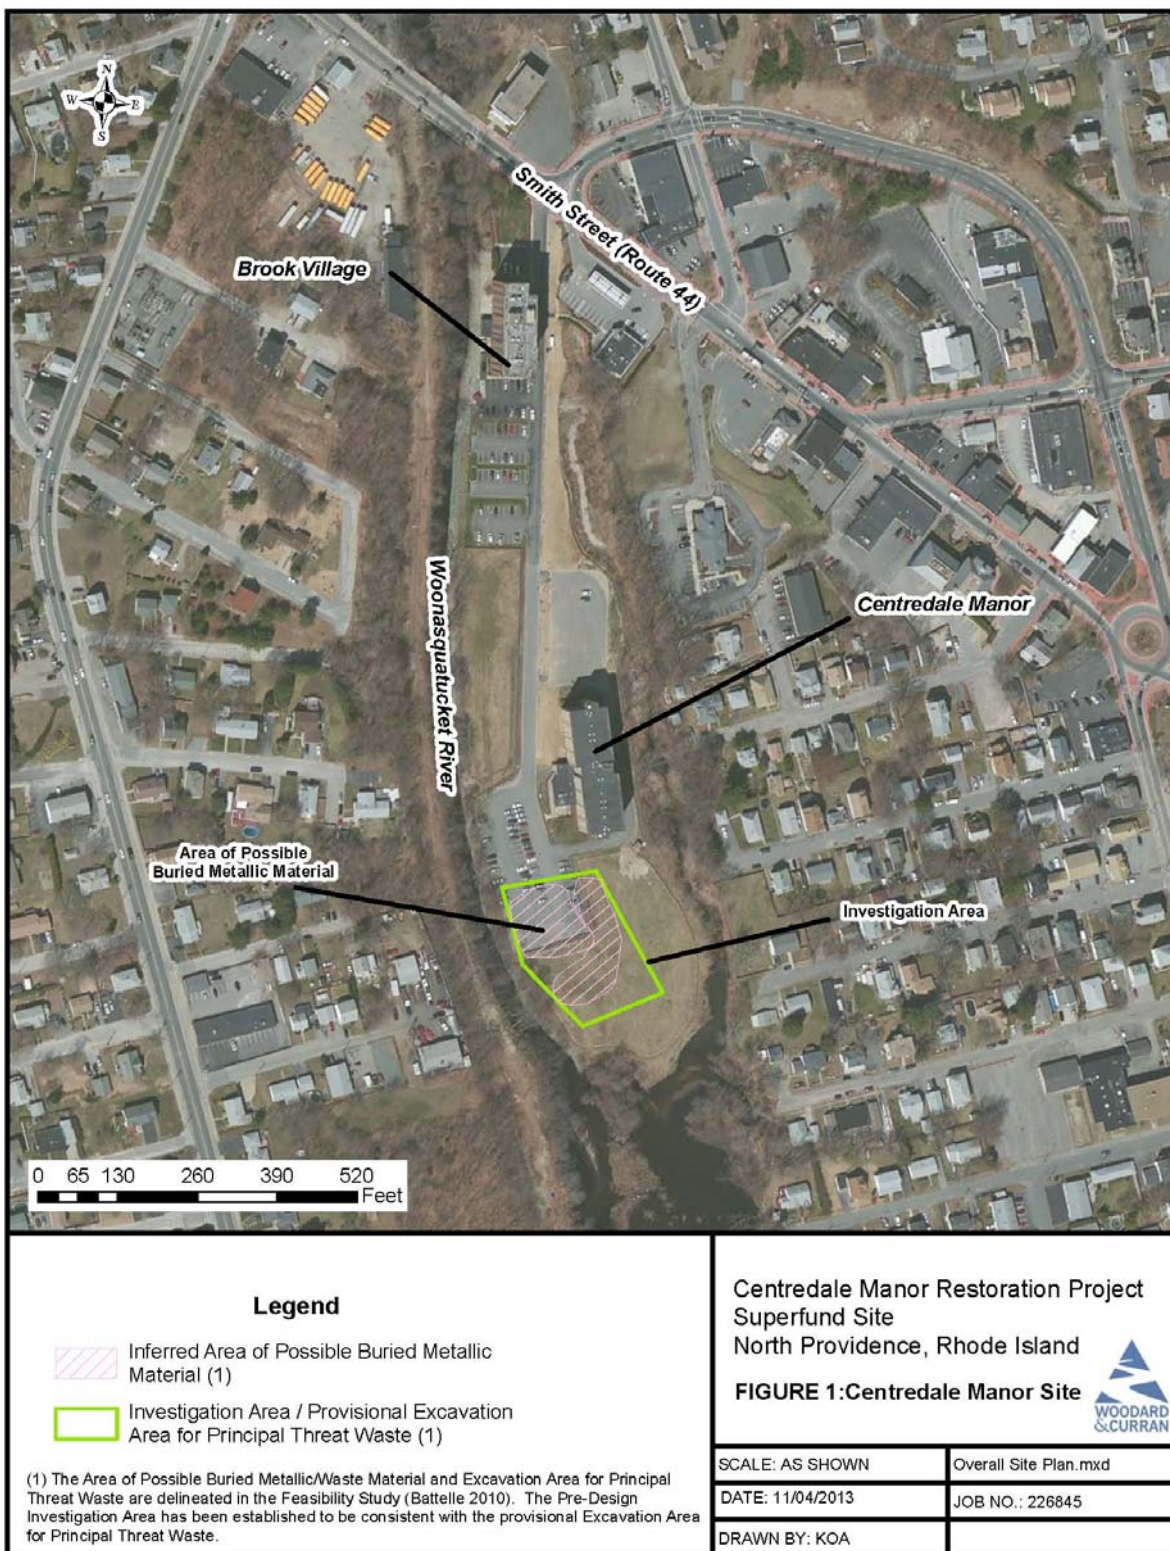 N
W E
S
Smith Street (Route 44)
Brook Village
Woonasquatucket River
Centredale Manor
Area of Possible
Buried Metallic Material
Investigation Area
0 65 130 260 390 520
Feet
Legend
Inferred Area of Possible Buried Metallic
Material (1)
Investigation Area / Provisional Excavation
Area for Principal Threat Waste (1)
(1) The Area of Possible Buried Metallic/Waste Material and Excavation Area for Principal
Threat Waste are delineated in the Feasibility Study (Battelle 2010). The Pre-Design
Investigation Area has been established to be consistent with the provisional Excavation Area
for Principal Threat Waste.
Centredale Manor Restoration Project
Superfund Site
North Providence, Rhode Island
FIGURE 1:Centredale Manor Site
WOODARD
&CURRAN
SCALE: AS SHOWN
Overall Site Plan.mxd
DATE: 11/04/2013
JOB NO.: 226845
DRAWN BY: KOA